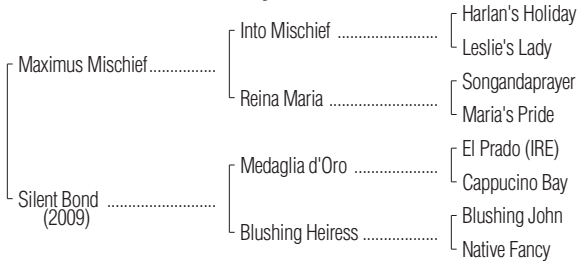 Harlan's Holiday
Into Mischief ....................
Leslie's Lady
Maximus Mischief................
Songandaprayer
Reina Maria ......................
Maria's Pride
El Prado (IRE)
Medaglia d'Oro .................
Cappucino Bay
Silent Bond ........................
(2009)
Blushing John
Blushing Heiress ...............
Native Fancy